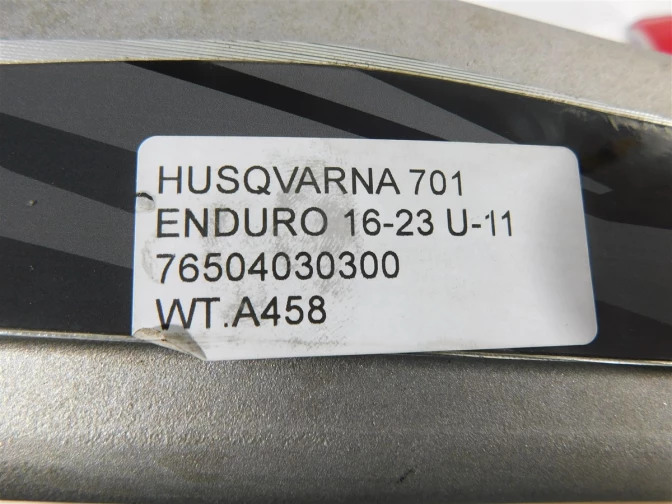 HUSQVARNA 701
ENDURO 16-23 U-11
76504030300
WT.A458